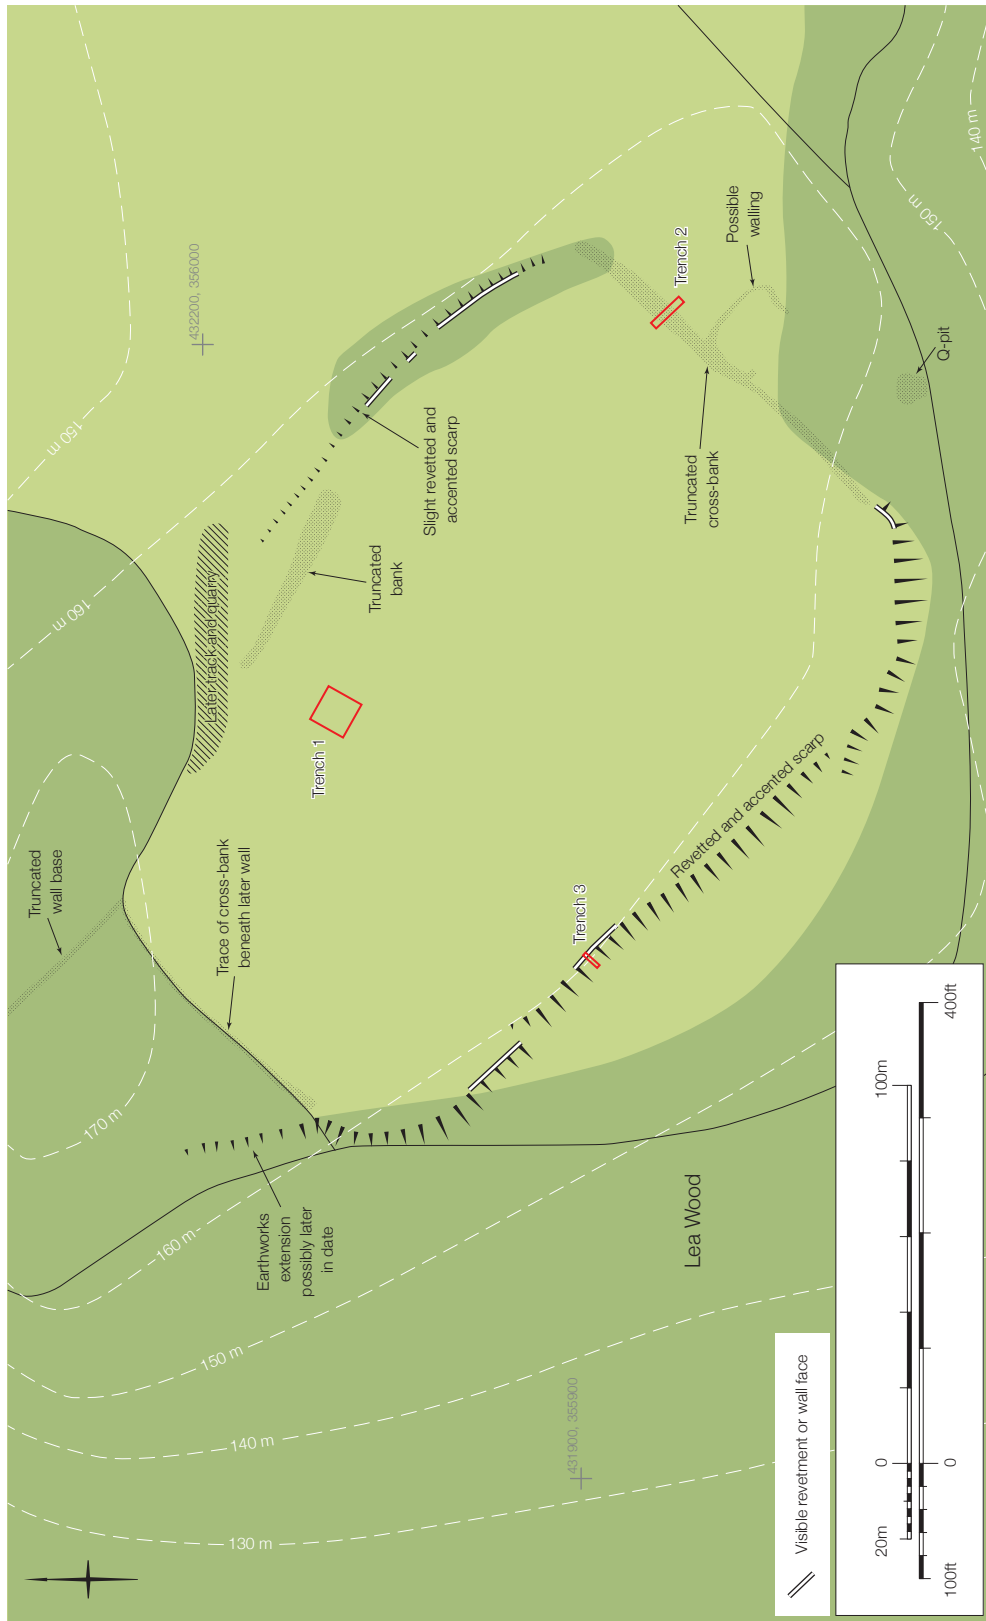 140 m
150 m
150 m
160 m
432200, 356000
Possible
walling
Trench 2
Q-pit
Slight revetted and
accented scarp
Truncated
cross-bank
Truncated
bank
Later track and quarry
Trench 1
Truncated
wall base
Trace of cross-bank
beneath later wall
Revetted and accented scarp
Trench 3
170 m
Earthworks
extension
possibly later
in date
160 m
150 m
140 m
130 m
Lea Wood
431900, 355900
Visible revetment or wall face
20m
0
100m
100ft
0
400ft